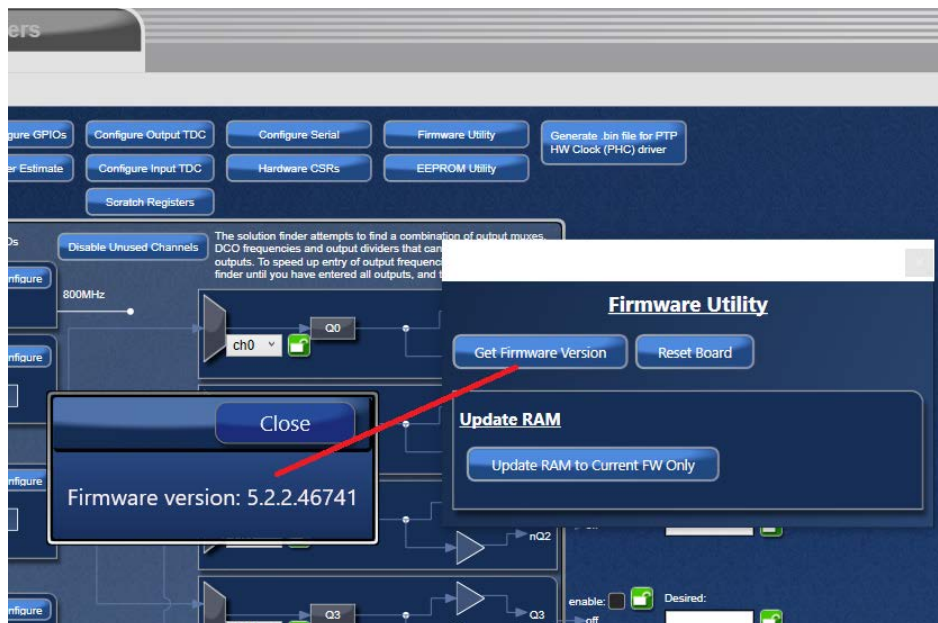 ers
gure GPIOs
Configure Output TDC
Configure Serial
Firmware Utility
Generate .bin file for PTP
HW Clock (PHC) driver
er Estimate
Configure Input TDC
Hardware CSRs
EEPROM Utility
Scratch Registers
Os
Disable Unused Channels
The solution finder attempts to find a combination of output muxes,
DCO frequencies and output dividers that can
outputs. To speed up entry of output frequenci
finder until you have entered all outputs, and t
nfigure
800MHz
Q0
ch0
nfigure
Firmware Utility
Get Firmware Version
Reset Board
Update RAM
Update RAM to Current FW Only
Close
Firmware version: 5.2.2.46741
nfigure
nQ2
nfigure
Q3
Q3
enable:
Desired:
off